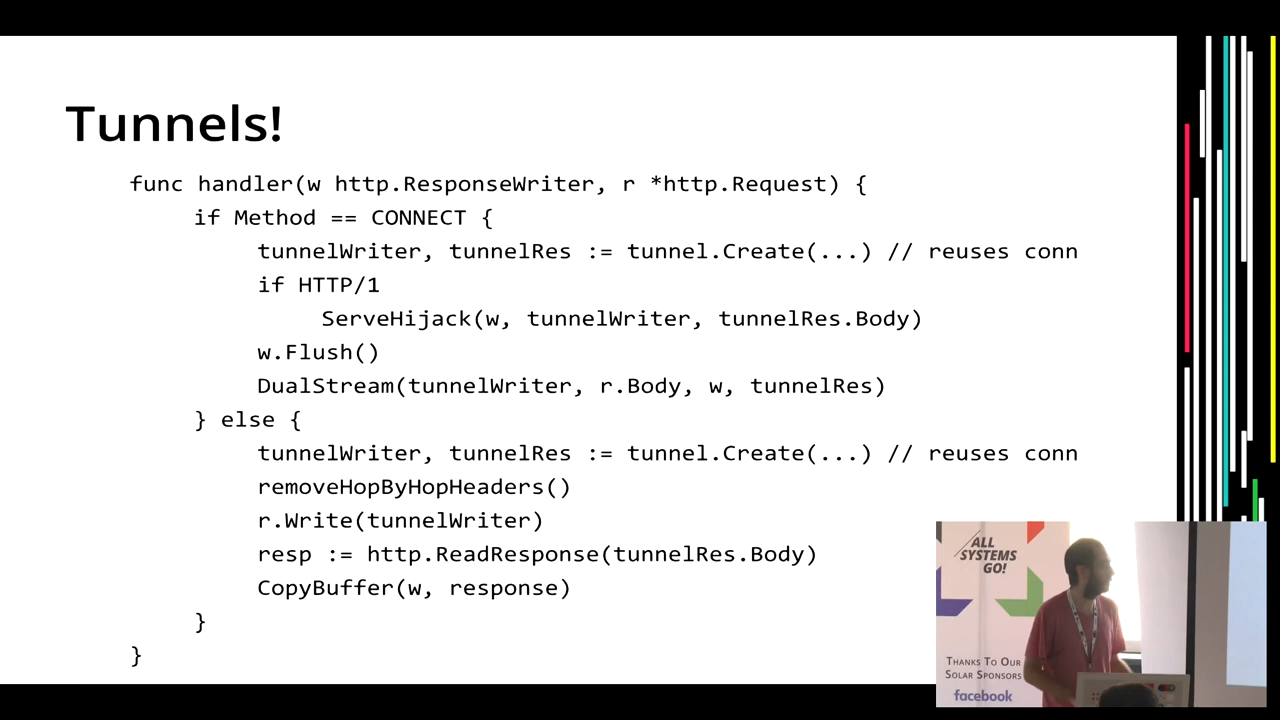 Tunnels!
func handler(w http.ResponseWriter, r *http.Request) {
if Method == CONNECT {
tunnelWriter, tunnelRes := tunnel.Create(...) // reuses conn
if HTTP/1
ServeHijack(w, tunnelWriter, tunnelRes.Body)
w.Flush()
DualStream(tunnelWriter, r.Body, w, tunnelRes)
} else {
tunnelWriter, tunnelRes := tunnel.Create(...) // reuses conn
removeHopByHopHeaders()
r.Write(tunnelWriter)
resp := http.ReadResponse(tunnelRes.Body)
CopyBuffer(w, response)
}
}
ALL
SYSTEMS
GO!
THANKS TO OUR
SOLAR SPONSORS
facebook